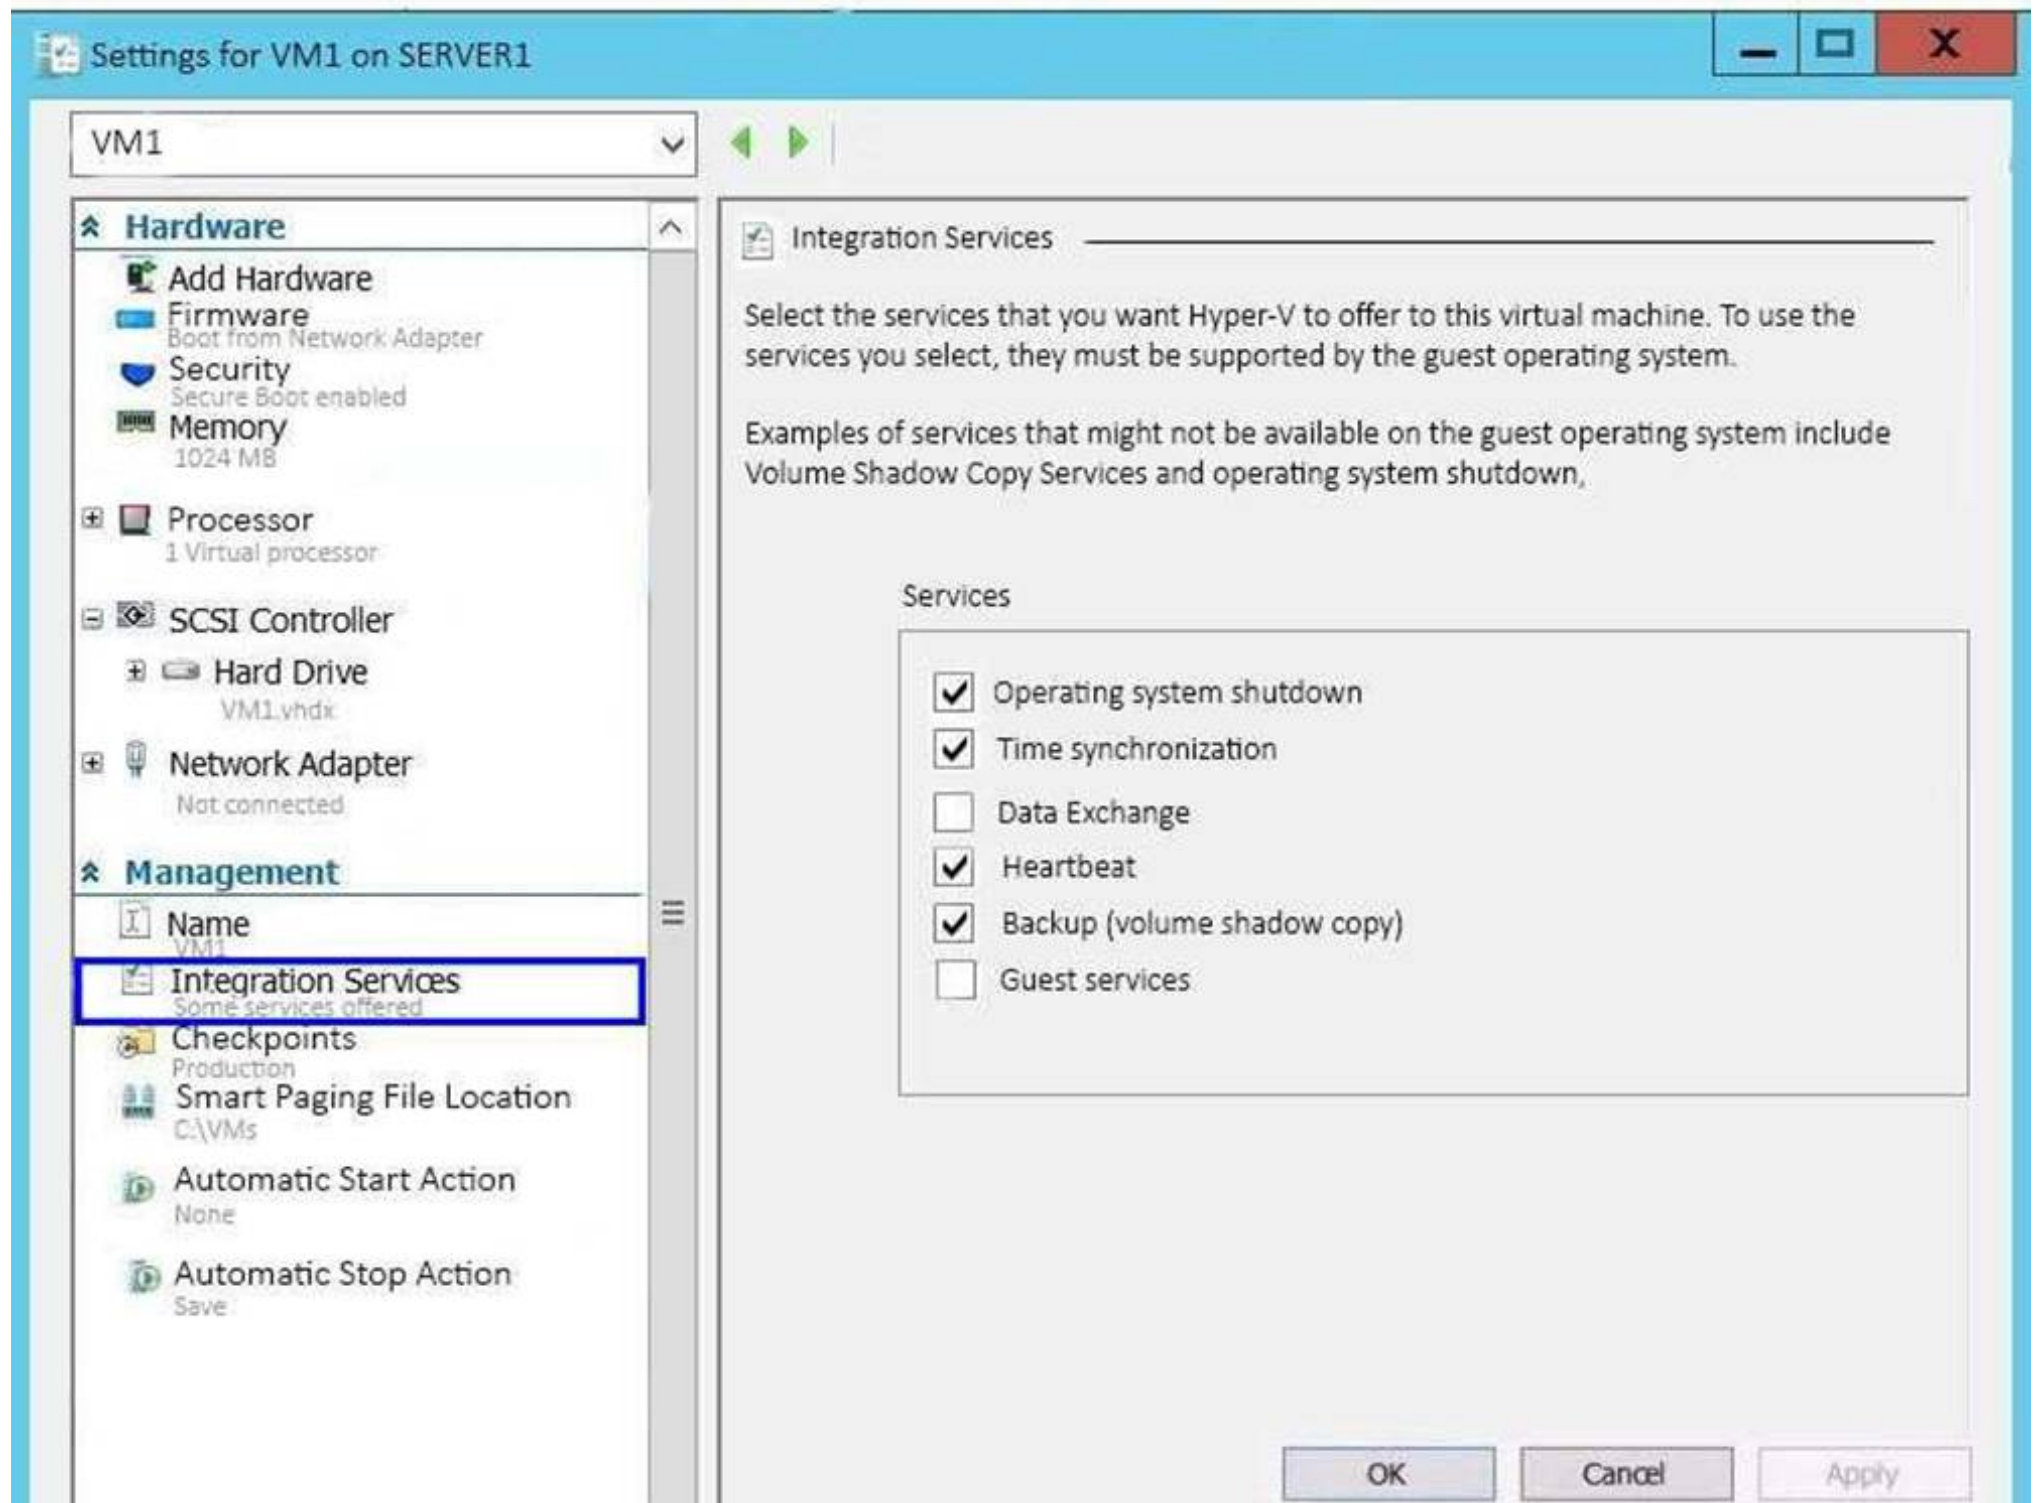 Settings for VM1 on SERVER1
X
VM1
Hardware
Add Hardware
Firmware
Boot from Network Adapter
Security
Secure Boot enabled
Memory
1024 MB
Processor
1 Virtual processor
SCSI Controller
Hard Drive
VM1.vhdx
Network Adapter
Not connected
Management
Name
VM1
Integration Services
Some services offered
Checkpoints
Production
Smart Paging File Location
C:\VMs
Automatic Start Action
None
Automatic Stop Action
Save
Integration Services
Select the services that you want Hyper-V to offer to this virtual machine. To use the
services you select, they must be supported by the guest operating system.
Examples of services that might not be available on the guest operating system include
Volume Shadow Copy Services and operating system shutdown,
Services
Operating system shutdown
Time synchronization
Data Exchange
Heartbeat
Backup (volume shadow copy)
Guest services
OK
Cancel
Apply